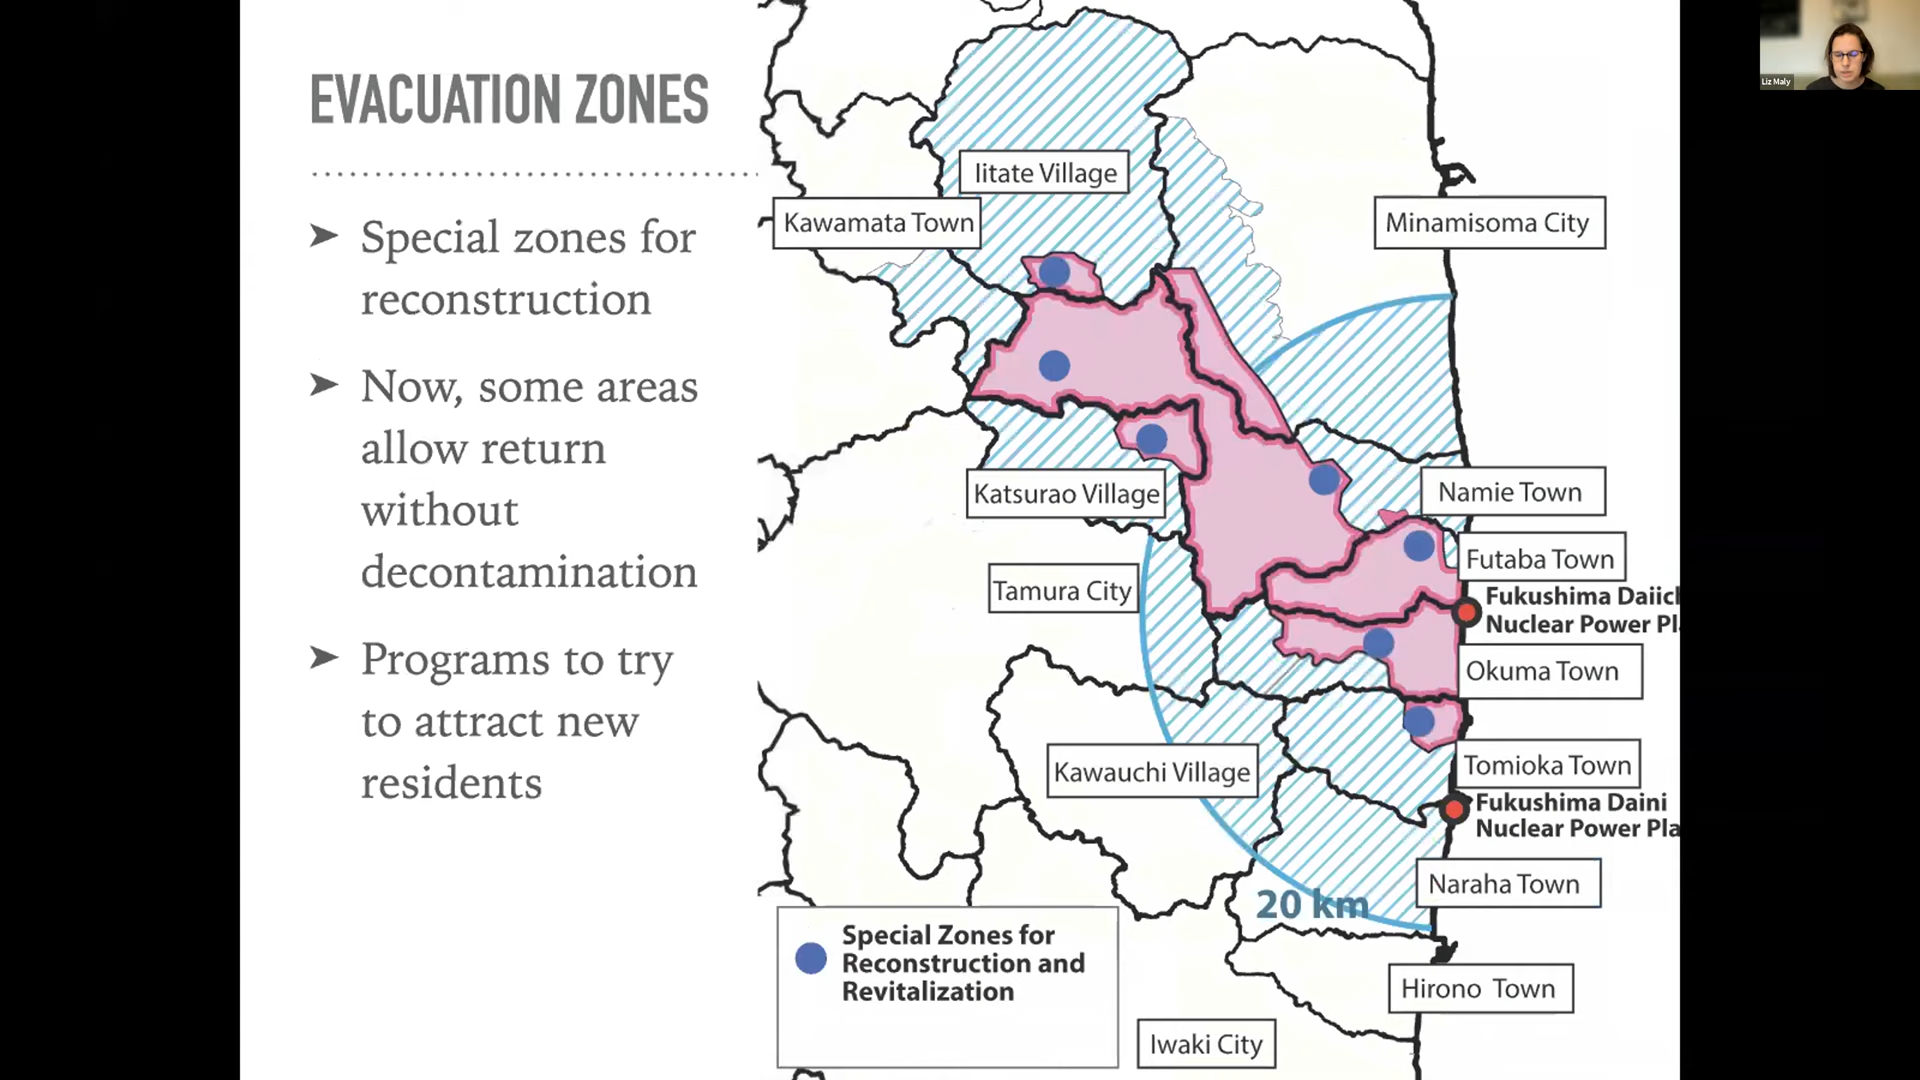 EVACUATION ZONES
➤ Special zones for
reconstruction
➤ Now, some areas
allow return
without
decontamination
➤ Programs to try
to attract new
residents
Iitate Village
Kawamata Town
Minamisoma City
Katsurao Village
Namie Town
Futaba Town
Tamura City
Fukushima Daiich
Nuclear Power Pl
Okuma Town
Kawauchi Village
Tomioka Town
Fukushima Daini
Nuclear Power Pla
Naraha Town
20 km
Special Zones for
Reconstruction and
Revitalization
Hirono Town
Iwaki City
Liz Maly